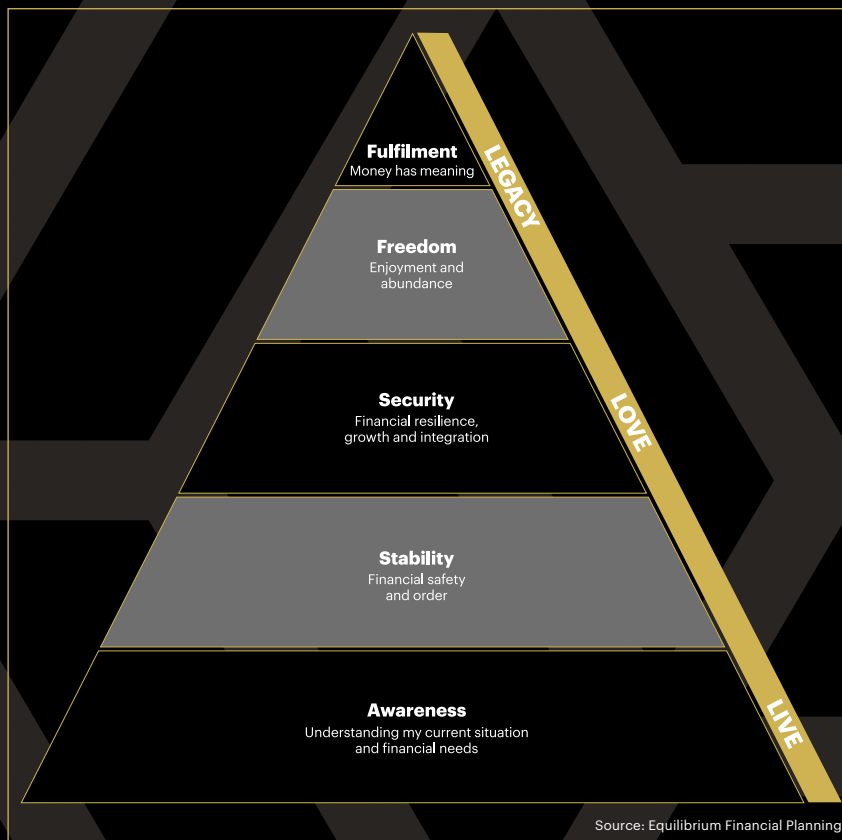 Fulfilment
Money has meaning
LEGACY
Freedom
Enjoyment and
abundance
Security
Financial resilience,
growth and integration
LOVE
Stability
Financial safety
and order
Awareness
Understanding my current situation
and financial needs
LIVE
Source: Equilibrium Financial Planning